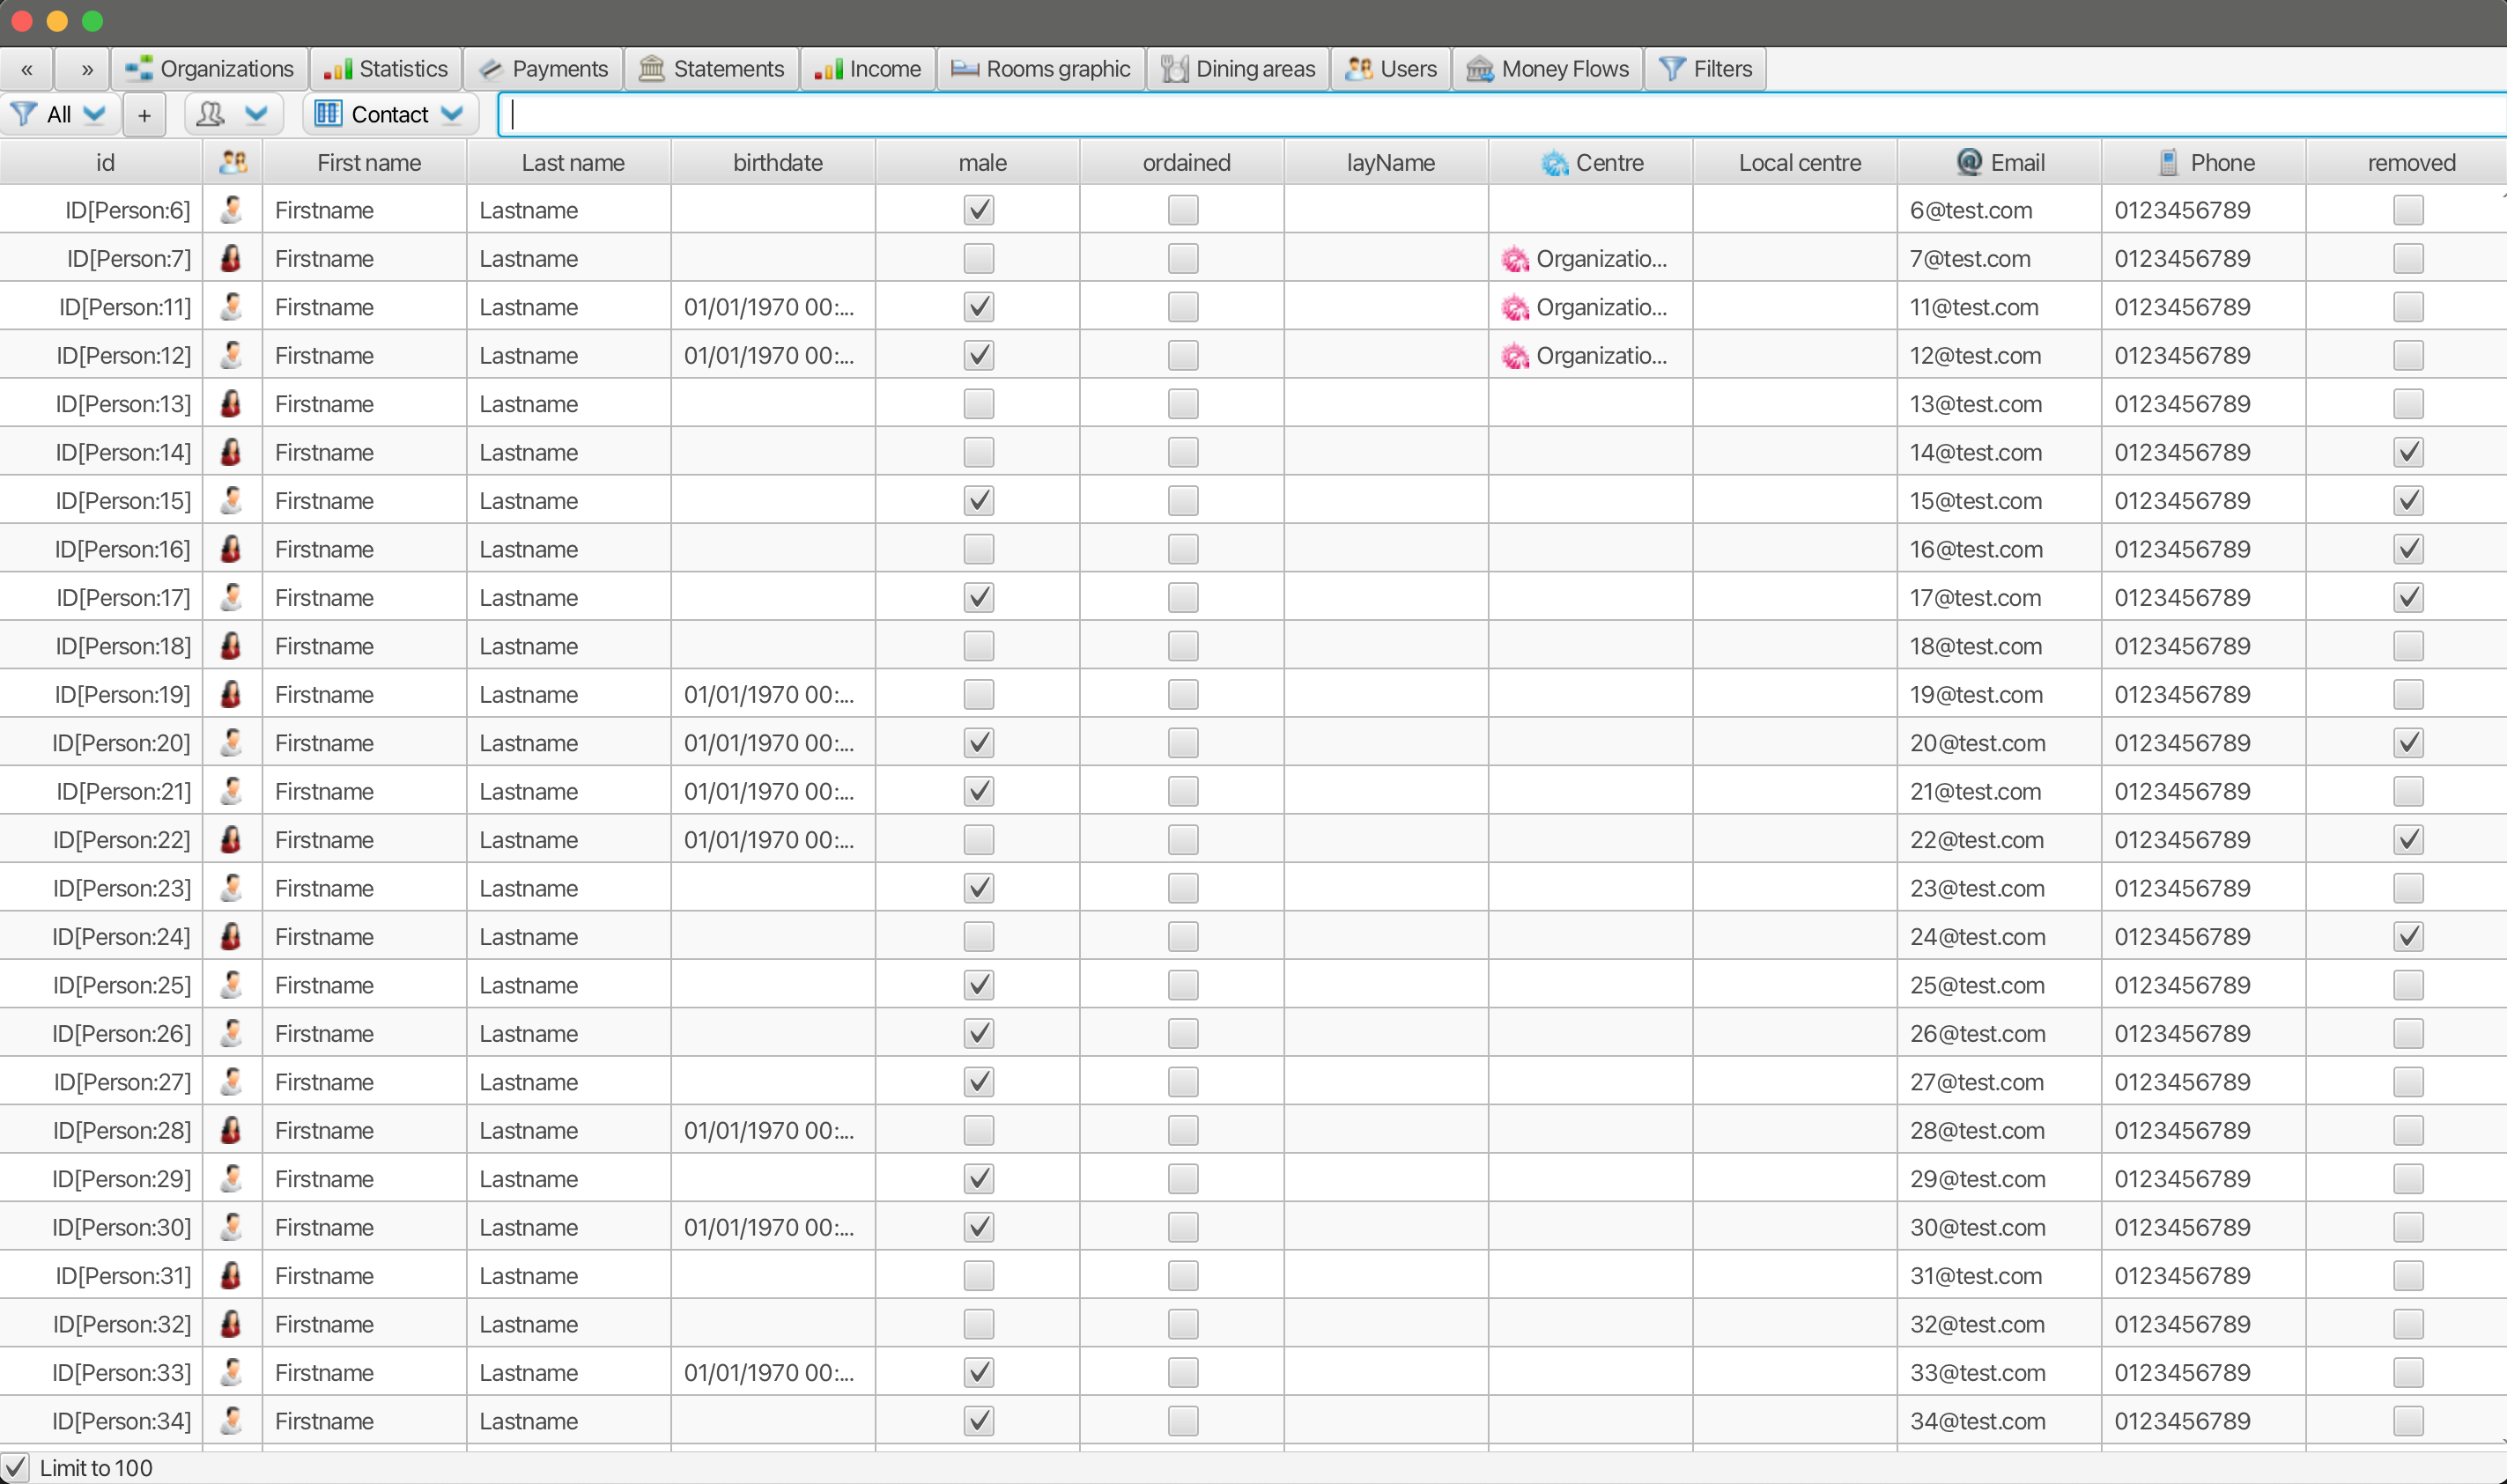 « » Organizations Statistics Payments Statements Income Rooms graphic Dining areas Users Money Flows Filters
All + Contact
id First name Last name birthdate male ordained layName Centre Local centre Email Phone removed
ID[Person:6] Firstname Lastname 6@test.com 0123456789
ID[Person:7] Firstname Lastname Organizatio... 7@test.com 0123456789
ID[Person:11] Firstname Lastname 01/01/1970 00:... Organizatio... 11@test.com 0123456789
ID[Person:12] Firstname Lastname 01/01/1970 00:... Organizatio... 12@test.com 0123456789
ID[Person:13] Firstname Lastname 13@test.com 0123456789
ID[Person:14] Firstname Lastname 14@test.com 0123456789
ID[Person:15] Firstname Lastname 15@test.com 0123456789
ID[Person:16] Firstname Lastname 16@test.com 0123456789
ID[Person:17] Firstname Lastname 17@test.com 0123456789
ID[Person:18] Firstname Lastname 18@test.com 0123456789
ID[Person:19] Firstname Lastname 01/01/1970 00:... 19@test.com 0123456789
ID[Person:20] Firstname Lastname 01/01/1970 00:... 20@test.com 0123456789
ID[Person:21] Firstname Lastname 01/01/1970 00:... 21@test.com 0123456789
ID[Person:22] Firstname Lastname 01/01/1970 00:... 22@test.com 0123456789
ID[Person:23] Firstname Lastname 23@test.com 0123456789
ID[Person:24] Firstname Lastname 24@test.com 0123456789
ID[Person:25] Firstname Lastname 25@test.com 0123456789
ID[Person:26] Firstname Lastname 26@test.com 0123456789
ID[Person:27] Firstname Lastname 27@test.com 0123456789
ID[Person:28] Firstname Lastname 01/01/1970 00:... 28@test.com 0123456789
ID[Person:29] Firstname Lastname 29@test.com 0123456789
ID[Person:30] Firstname Lastname 01/01/1970 00:... 30@test.com 0123456789
ID[Person:31] Firstname Lastname 31@test.com 0123456789
ID[Person:32] Firstname Lastname 32@test.com 0123456789
ID[Person:33] Firstname Lastname 01/01/1970 00:... 33@test.com 0123456789
ID[Person:34] Firstname Lastname 34@test.com 0123456789
Limit to 100